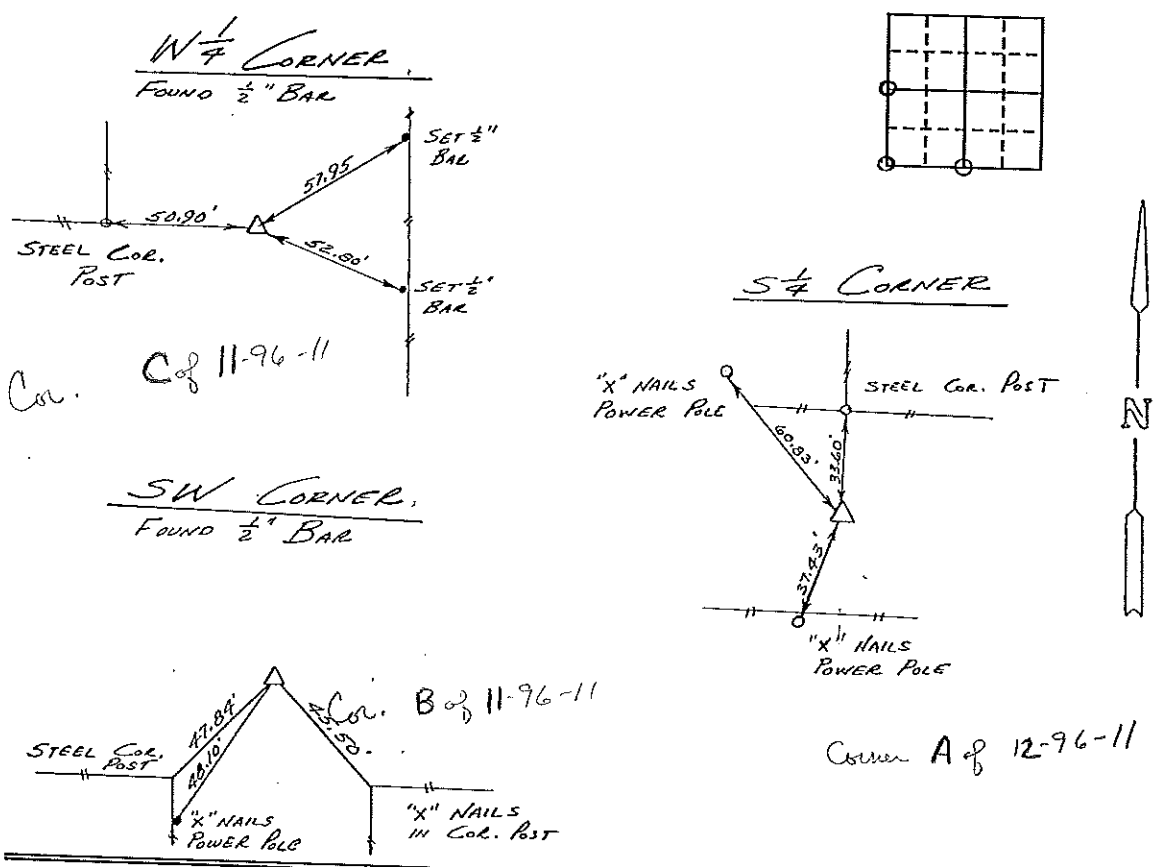 W 1/4 CORNER.
FOUND 1/2" BAR
SET 1/2"
BAR
57.95
50.90'
52.80'
STEEL COR.
POST
SET 1/2"
BAR
Cor. C of 11-96-11
S 1/4 CORNER
"X" NAILS
POWER POLE
STEEL COR. POST
60.83'
33.60'
37.43'
"X" NAILS
POWER POLE
N
SW CORNER.
FOUND 1/2" BAR
Cor. B of 11-96-11
47.84'
48.10'
45.50'
STEEL COR.
POST
"X" NAILS
POWER POLE
"X" NAILS
IN COR. POST
Corner A of 12-96-11